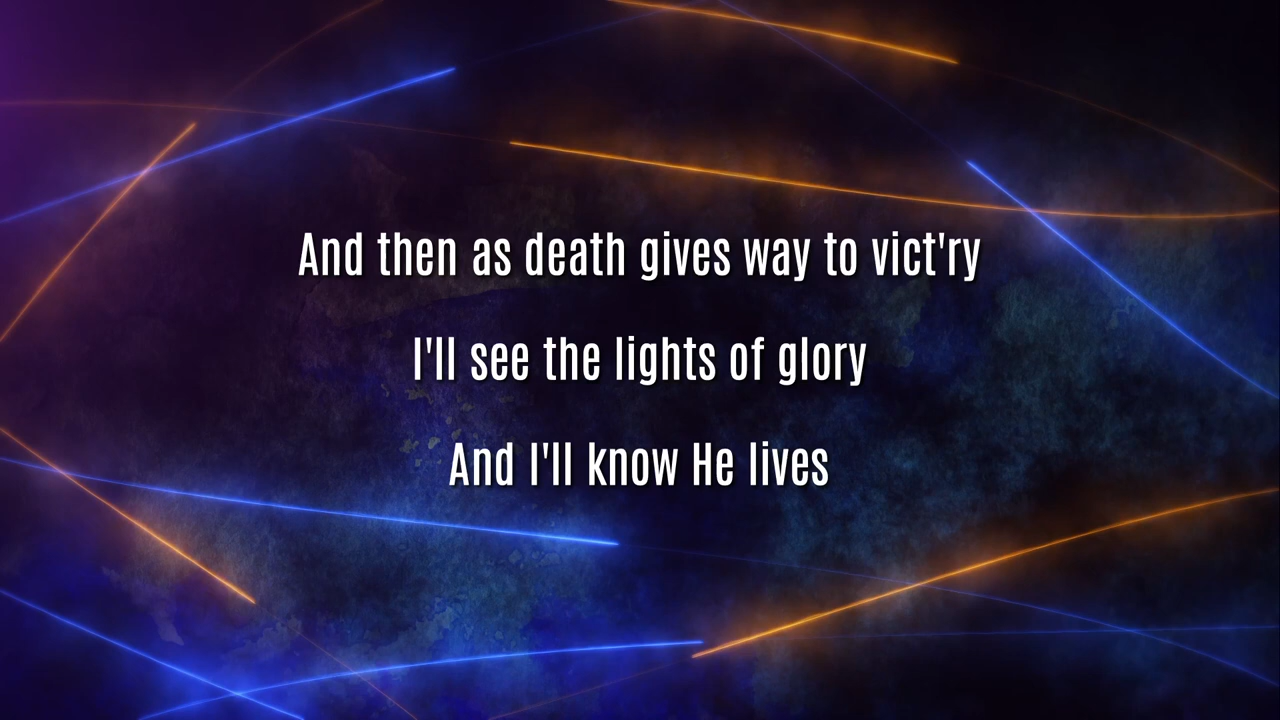 And then as death gives way to vict'ry
I'll see the lights of glory
And I'll know He lives